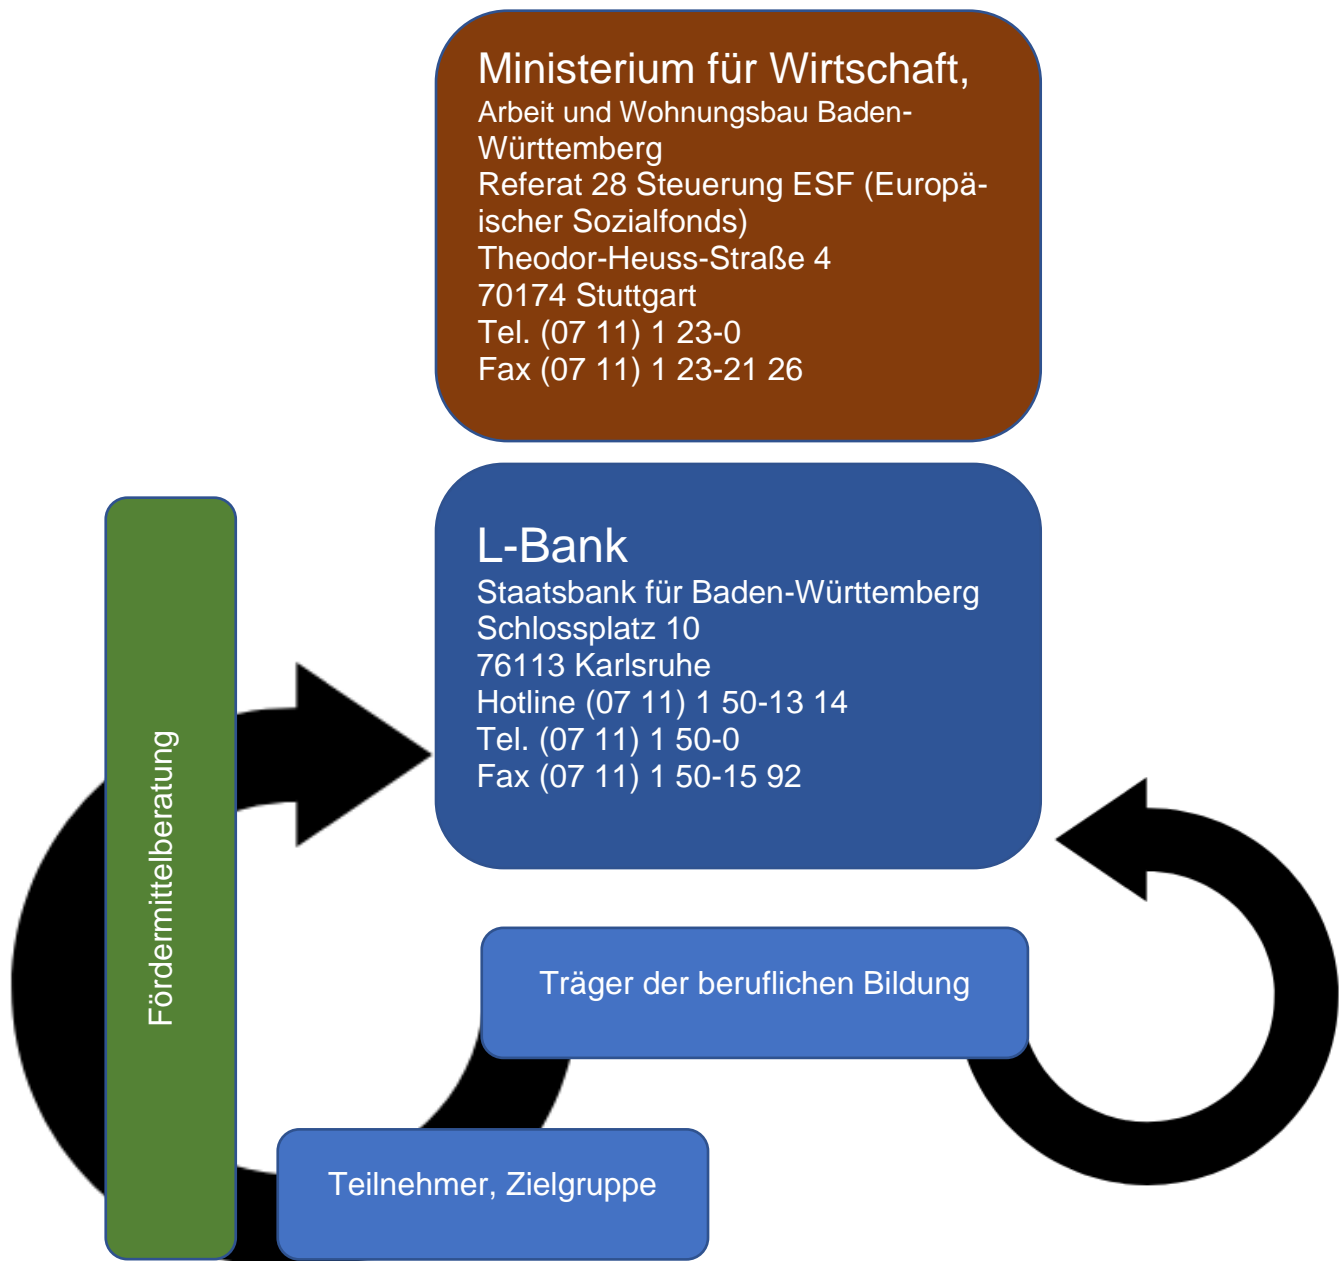 Ministerium für Wirtschaft,
Arbeit und Wohnungsbau Baden-
Württemberg
Referat 28 Steuerung ESF (Europä-
ischer Sozialfonds)
Theodor-Heuss-Straße 4
70174 Stuttgart
Tel. (07 11) 1 23-0
Fax (07 11) 1 23-21 26
L-Bank
Staatsbank für Baden-Württemberg
Schlossplatz 10
76113 Karlsruhe
Hotline (07 11) 1 50-13 14
Tel. (07 11) 1 50-0
Fax (07 11) 1 50-15 92
Fördermittelberatung
Träger der beruflichen Bildung
Teilnehmer, Zielgruppe